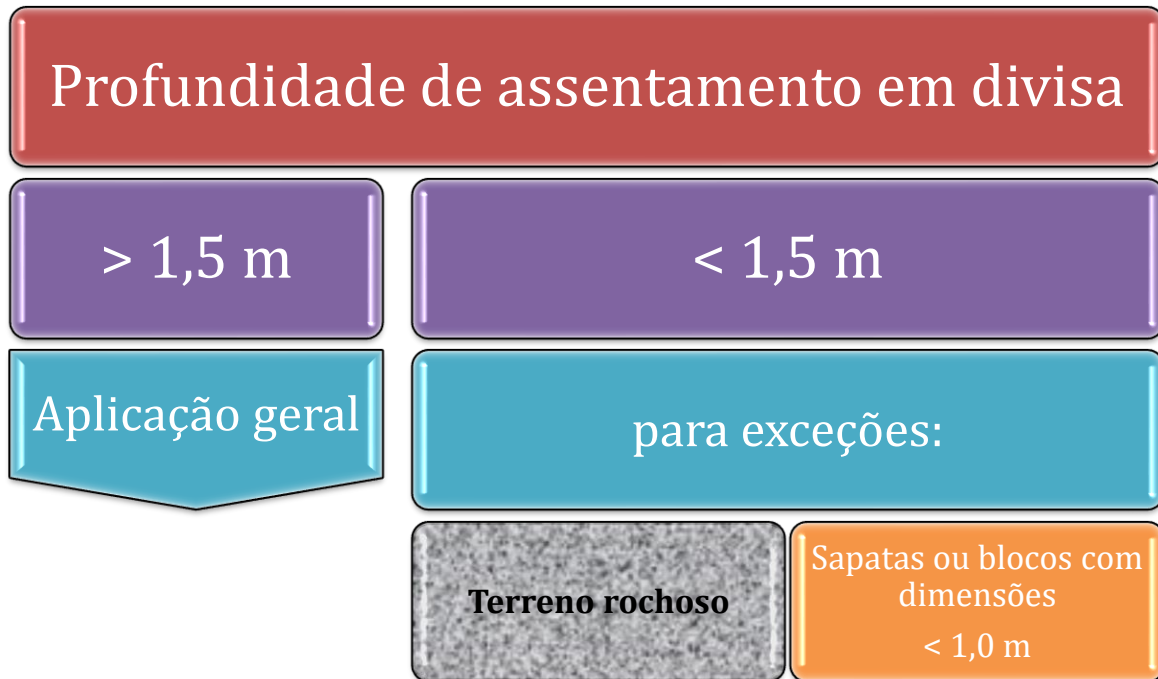 Profundidade de assentamento em divisa
> 1,5 m
< 1,5 m
Aplicação geral
para exceções:
Terreno rochoso
Sapatas ou blocos com
dimensões
< 1,0 m